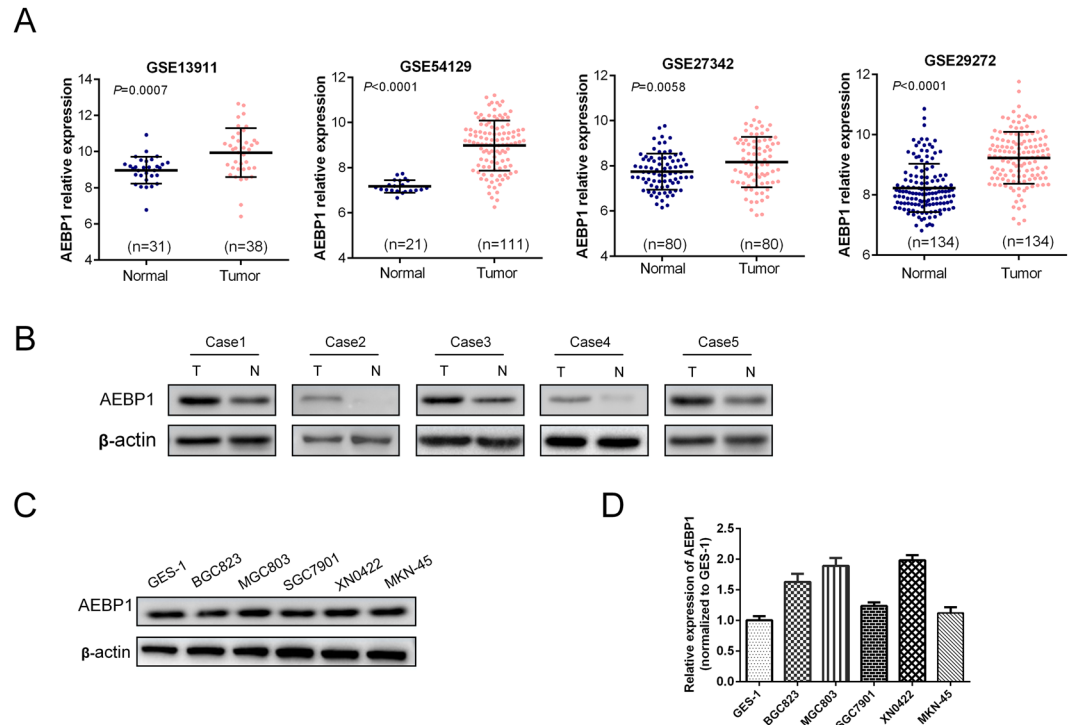 A
GSE13911
P=0.0007
AEBP1 relative expression
14
12
10
8
6
4
(n=31)
(n=38)
Normal
Tumor
GSE54129
P<0.0001
AEBP1 relative expression
12
10
8
6
4
(n=21)
(n=111)
Normal
Tumor
GSE27342
P=0.0058
AEBP1 relative expression
12
10
8
6
4
(n=80)
(n=80)
Normal
Tumor
GSE29272
P<0.0001
AEBP1 relative expression
12
10
8
6
(n=134)
(n=134)
Normal
Tumor
B
Case1
Case2
Case3
Case4
Case5
T N T N T N T N T N
AEBP1
β-actin
C
GES-1
BGC823
MGC803
SGC7901
XN0422
MKN-45
AEBP1
β-actin
D
Relative expression of AEBP1
(normalized to GES-1)
2.5
2.0
1.5
1.0
0.5
0.0
GES-1
BGC823
MGC803
SGC7901
XN0422
MKN-45